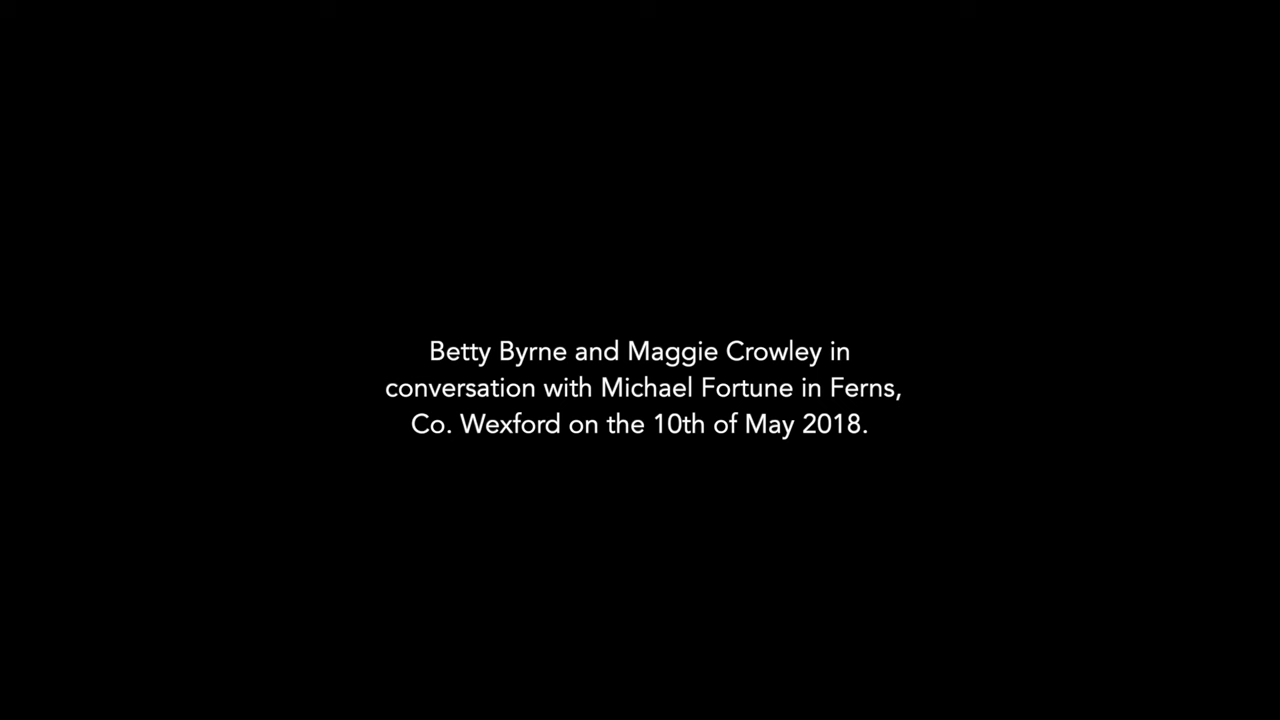 Betty Byrne and Maggie Crowley in
conversation with Michael Fortune in Ferns,
Co. Wexford on the 10th of May 2018.